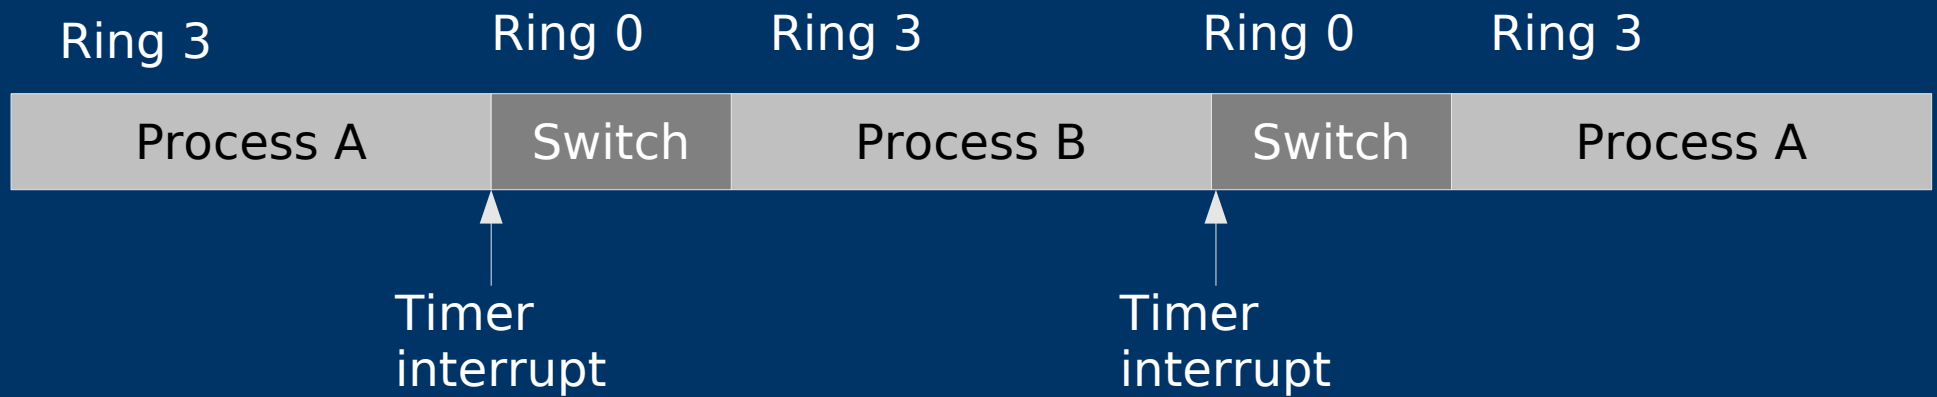 Ring 3
Ring 0
Ring 3
Ring 0
Ring 3
Process A
Switch
Process B
Switch
Process A
Timer
interrupt
Timer
interrupt